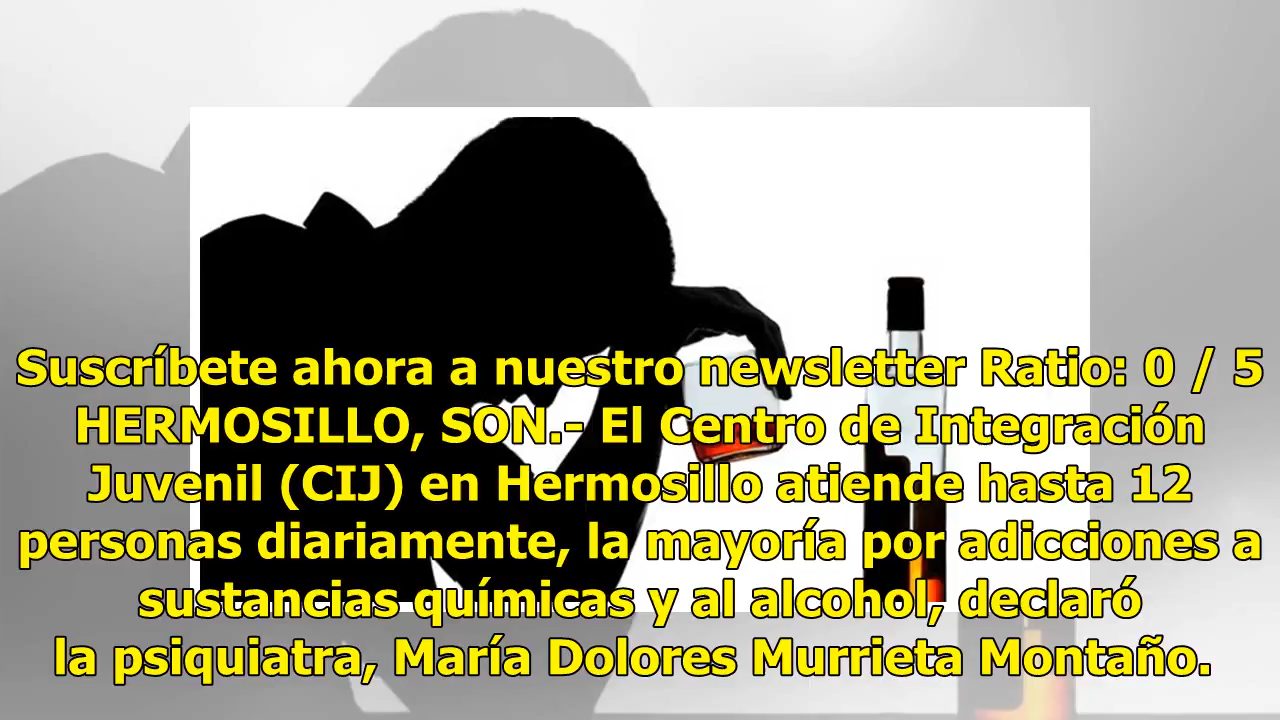 Suscríbete ahora a nuestro newsletter Ratio: 0 / 5
HERMOSILLO, SON.- El Centro de Integración
Juvenil (CIJ) en Hermosillo atiende hasta 12
personas diariamente, la mayoría por adicciones a
sustancias químicas y al alcohol, declaró
la psiquiatra, María Dolores Murrieta Montaño.